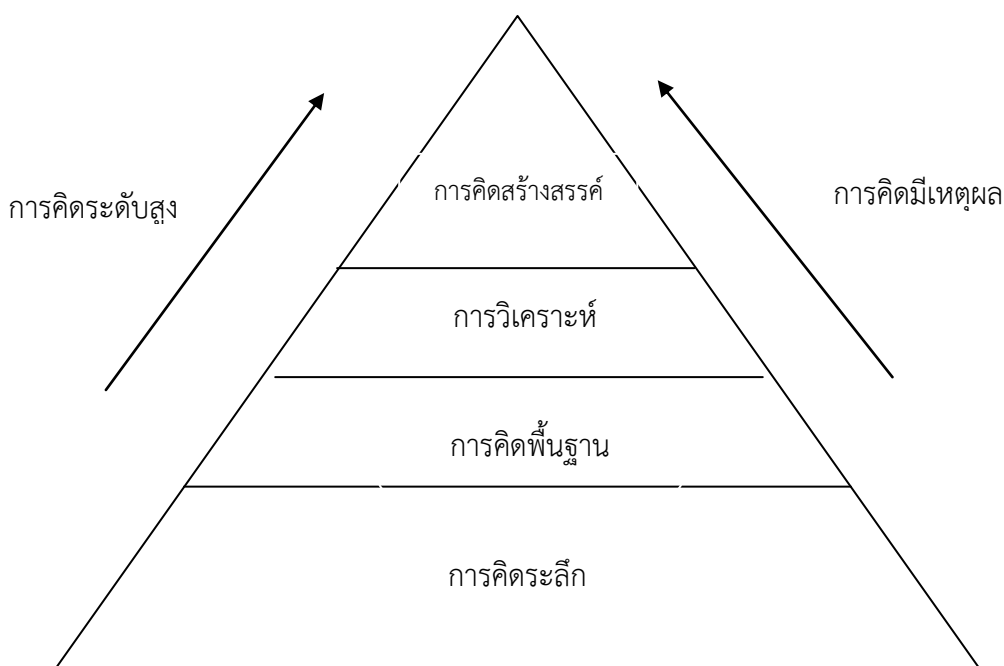 การคิดสร้างสรรค์
การคิดระดับสูง
การคิดมีเหตุผล
การวิเคราะห์
การคิดพื้นฐาน
การคิดระลึก